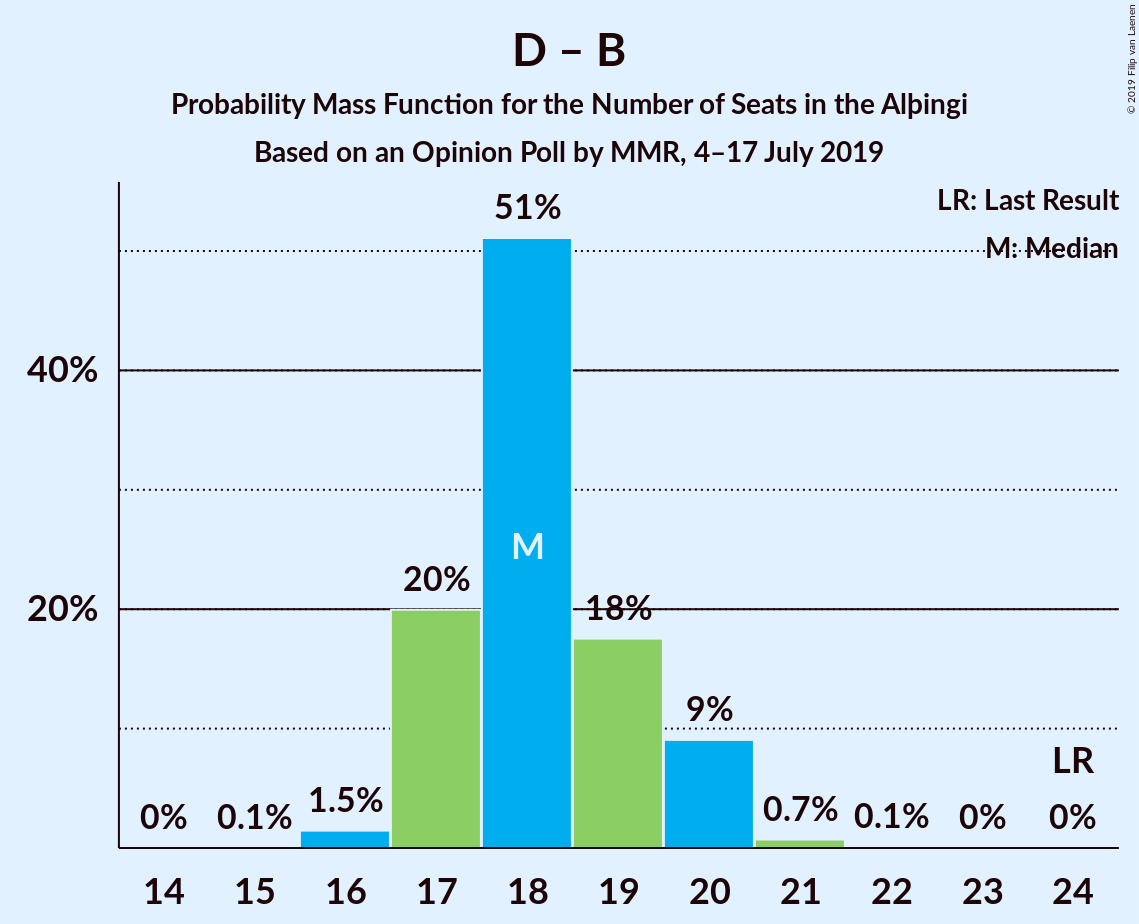 D – B
Probability Mass Function for the Number of Seats in the Alþingi
Based on an Opinion Poll by MMR, 4–17 July 2019
© 2019 Filip van Laenen
LR: Last Result
M: Median
51%
40%
M
20%
20%
18%
9%
LR
0% 0.1% 1.5% 0.7% 0.1% 0% 0%
14 15 16 17 18 19 20 21 22 23 24